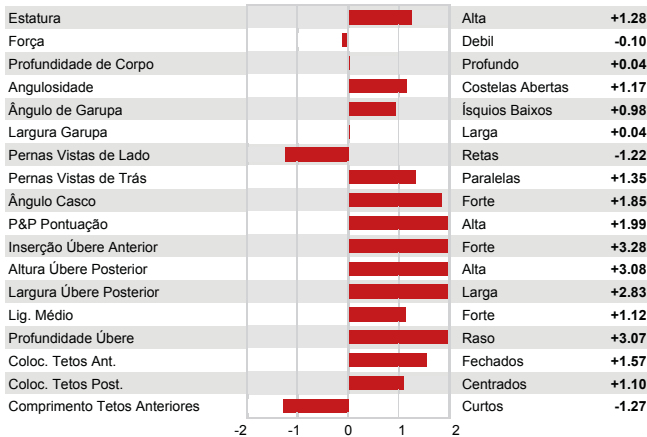 Estatura Alta +1.28
Força Debil -0.10
Profundidade de Corpo Profundo +0.04
Angulosidade Costelas Abertas +1.17
Ângulo de Garupa Ísquios Baixos +0.98
Largura Garupa Larga +0.04
Pernas Vistas de Lado Retas -1.22
Pernas Vistas de Trás Paralelas +1.35
Ângulo Casco Forte +1.85
P&P Pontuação Alta +1.99
Inserção Úbere Anterior Forte +3.28
Altura Úbere Posterior Alta +3.08
Largura Úbere Posterior Larga +2.83
Lig. Médio Forte +1.12
Profundidade Úbere Raso +3.07
Coloc. Tetos Ant. Fechados +1.57
Coloc. Tetos Post. Centrados +1.10
Comprimento Tetos Anteriores Curtos -1.27
-2 -1 0 1 2